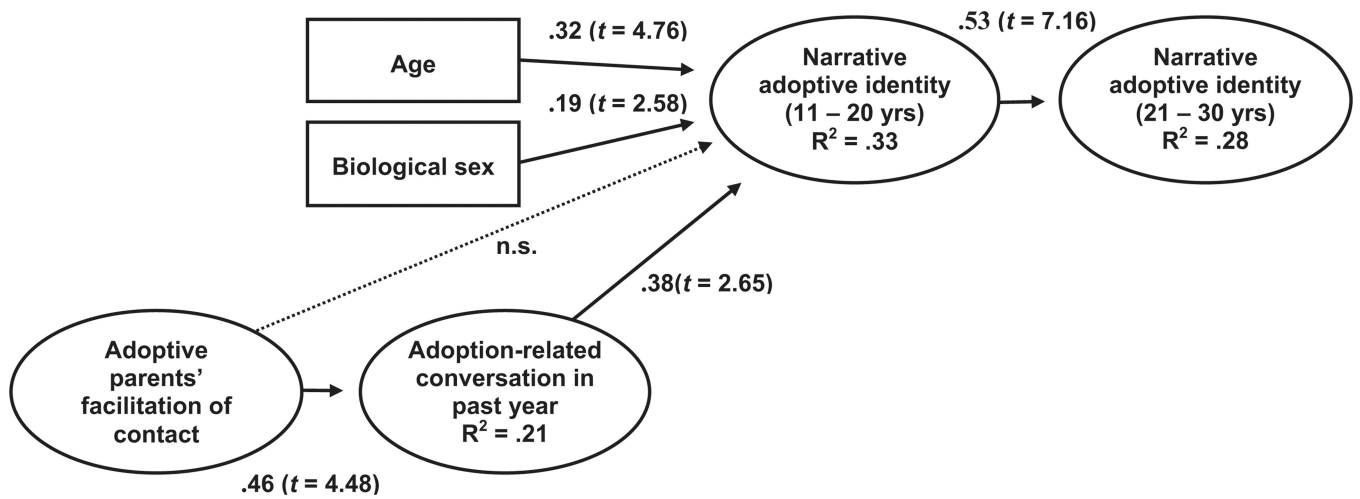 .32 (t = 4.76)
Age
.19 (t = 2.58)
Biological sex
Narrative
adoptive identity
(11 – 20 yrs)
R² = .33
.53 (t = 7.16)
Narrative
adoptive identity
(21 – 30 yrs)
R² = .28
n.s.
.38(t = 2.65)
Adoptive
parents’
facilitation of
contact
Adoption-related
conversation in
past year
R² = .21
.46 (t = 4.48)